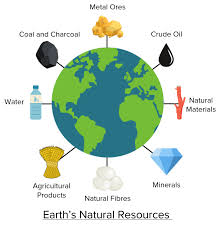 Metal Ores
Coal and Charcoal
Crude Oil
Water
Natural
Materials
Agricultural
Products
Minerals
Natural Fibres
Earth's Natural Resources